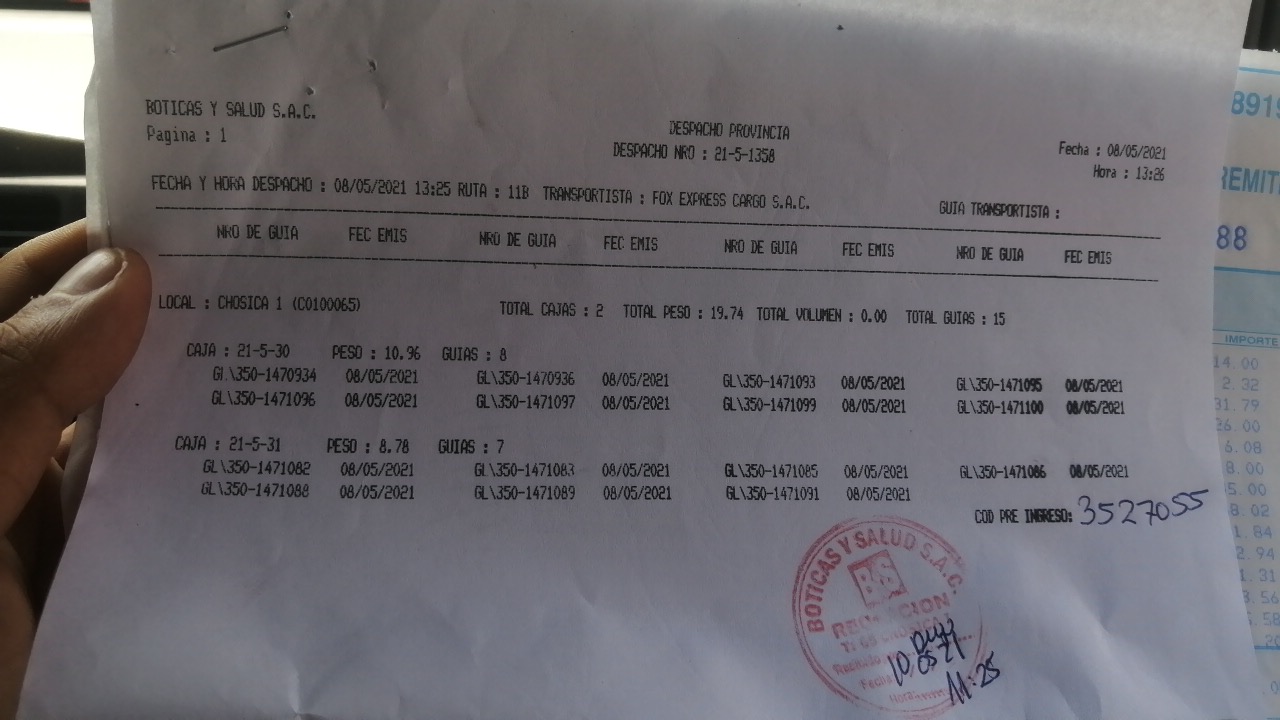 BOTICAS Y SALUD S.A.C.
Pagina : 1
DESPACHO PROVINCIA
DESPACHO NRO : 21-5-1358
Fecha : 08/05/2021
Hora : 13:26
FECHA Y HORA DESPACHO : 08/05/2021 13:25 RUTA : 11B TRANSPORTISTA : FOX EXPRESS CARGO S.A.C. GUIA TRANSPORTISTA :
NRO DE GUIA FEC EMIS NRO DE GUIA FEC EMIS NRO DE GUIA FEC EMIS NRO DE GUIA FEC EMIS
LOCAL : CHOSICA 1 (C0100065) TOTAL CAJAS : 2 TOTAL PESO : 19.74 TOTAL VOLUMEN : 0.00 TOTAL GUIAS : 15
CAJA : 21-5-30 PESO : 10.96 GUIAS : 8
GL\350-1470934 08/05/2021 GL\350-1470936 08/05/2021 GL\350-1471093 08/05/2021 GL\350-1471095 08/05/2021
GL\350-1471096 08/05/2021 GL\350-1471097 08/05/2021 GL\350-1471099 08/05/2021 GL\350-1471100 08/05/2021
CAJA : 21-5-31 PESO : 8.78 GUIAS : 7
GL\350-1471082 08/05/2021 GL\350-1471083 08/05/2021 GL\350-1471085 08/05/2021 GL\350-1471086 08/05/2021
GL\350-1471088 08/05/2021 GL\350-1471089 08/05/2021 GL\350-1471091 08/05/2021
COD PRE INGRESO: 3527055
BOTICAS Y SALUD S.A.C.
B/S
Fecha
11:25
8919
REMIT
88
IMPORTE
14.00
2.32
31.79
26.00
6.08
8.00
5.00
8.02
1.84
2.94